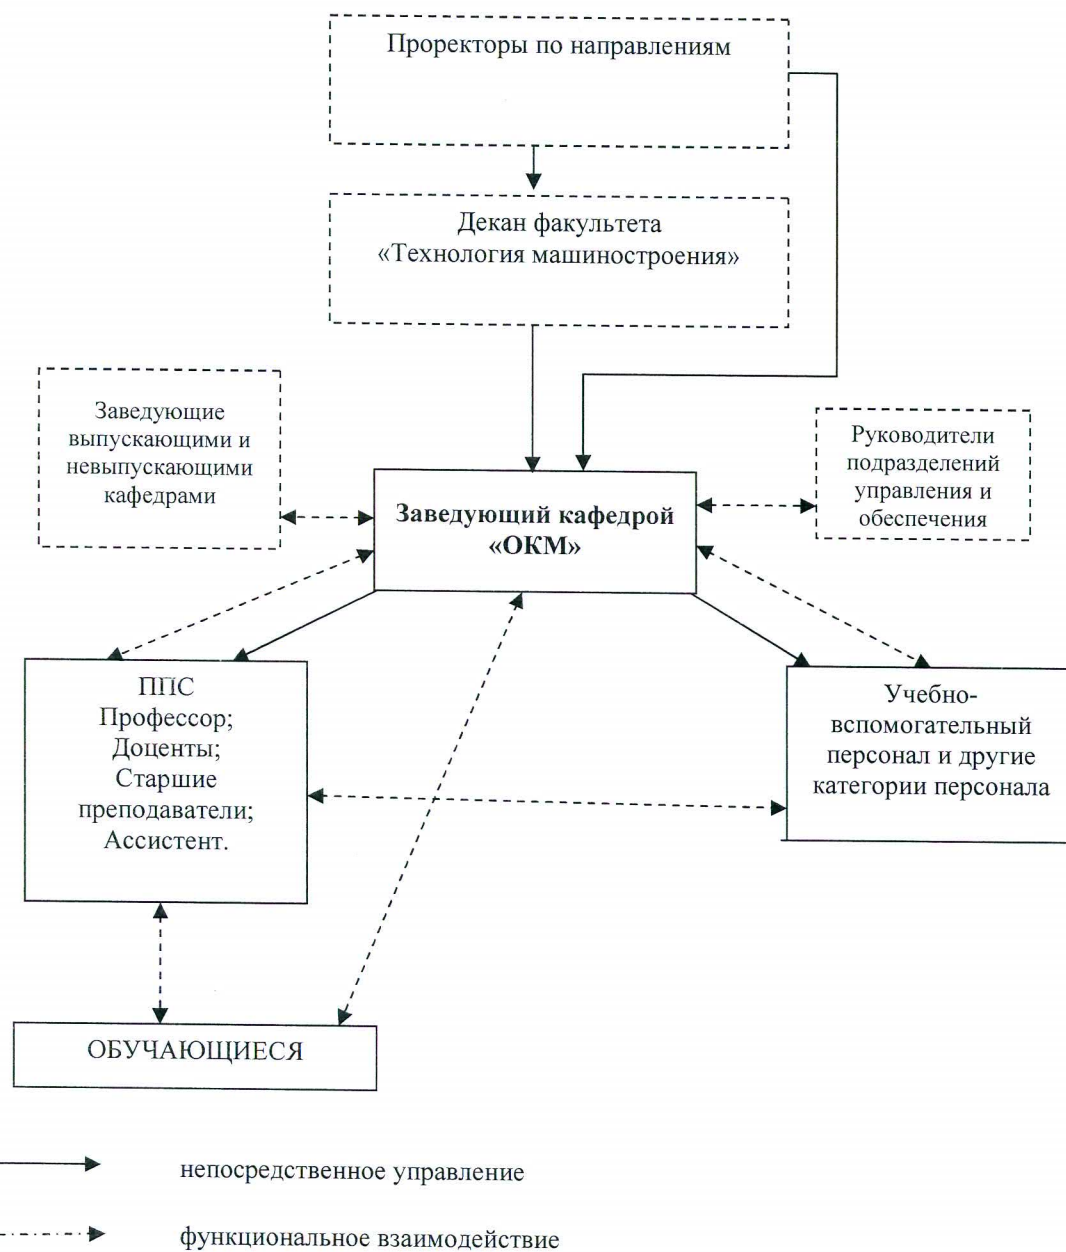 Проректоры по направлениям
Декан факультета
«Технология машиностроения»
Заведующие
выпускающими и
невыпускающими
кафедрами
Руководители
подразделений
управления и
обеспечения
Заведующий кафедрой
«ОКМ»
ППС
Профессор;
Доценты;
Старшие
преподаватели;
Ассистент.
Учебно-
вспомогательный
персонал и другие
категории персонала
ОБУЧАЮЩИЕСЯ
непосредственное управление
функциональное взаимодействие